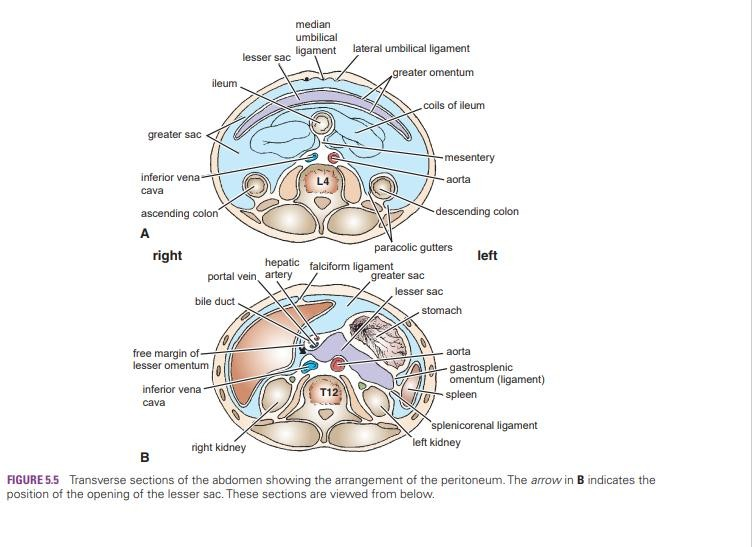 median
umbilical
ligament
lateral umbilical ligament
lesser sac
greater omentum
ileum
coils of ileum
greater sac
mesentery
inferior vena
cava
L4
aorta
ascending colon
descending colon
A
paracolic gutters
right
left
hepatic
artery
falciform ligament
portal vein
greater sac
lesser sac
bile duct
stomach
free margin of
lesser omentum
aorta
gastrosplenic
omentum (ligament)
inferior vena
cava
T12
spleen
splenicorenal ligament
right kidney
left kidney
B
FIGURE 5.5 Transverse sections of the abdomen showing the arrangement of the peritoneum. The arrow in B indicates the
position of the opening of the lesser sac. These sections are viewed from below.